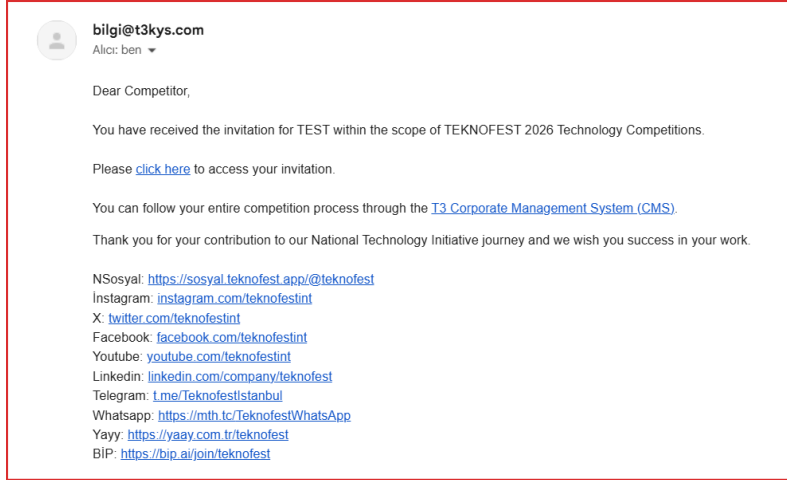 bilgi@t3kys.com
Alıcı: ben
Dear Competitor,
You have received the invitation for TEST within the scope of TEKNOFEST 2026 Technology Competitions.
Please click here to access your invitation.
You can follow your entire competition process through the T3 Corporate Management System (CMS).
Thank you for your contribution to our National Technology Initiative journey and we wish you success in your work.
NSosyal: https://sosyal.teknofest.app/@teknofest
İnstagram: instagram.com/teknofestint
X: twitter.com/teknofestint
Facebook: facebook.com/teknofestint
Youtube: youtube.com/teknofestint
Linkedin: linkedin.com/company/teknofest
Telegram: t.me/TeknofestIstanbul
Whatsapp: https://mth.tc/TeknofestWhatsApp
Yayy: https://yaay.com.tr/teknofest
BİP: https://bip.ai/join/teknofest